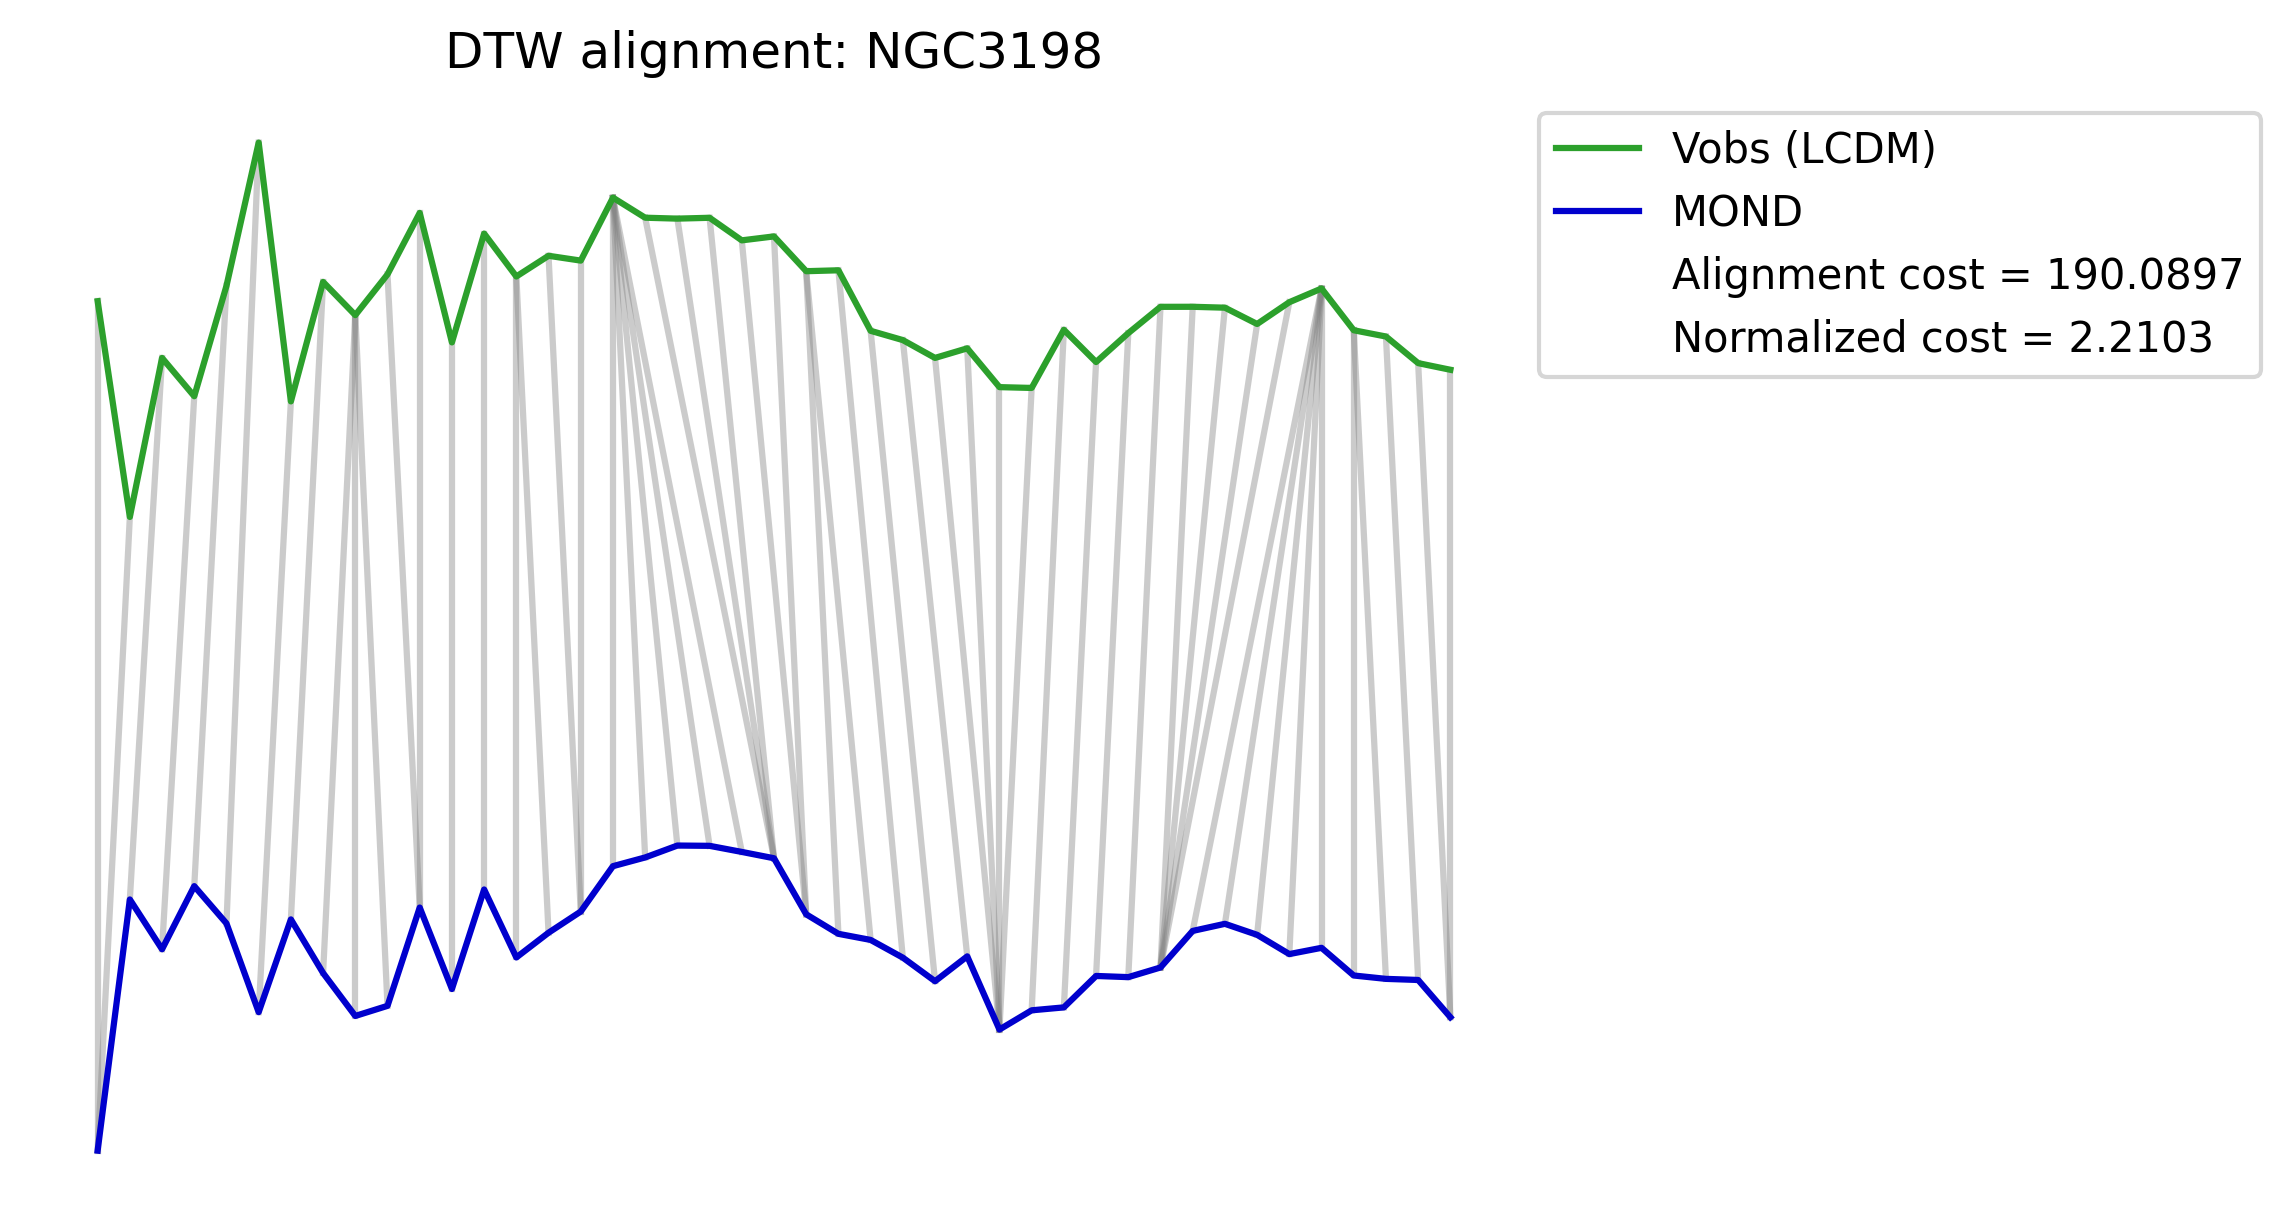 DTW alignment: NGC3198
Vobs (LCDM)
MOND
Alignment cost = 190.0897
Normalized cost = 2.2103